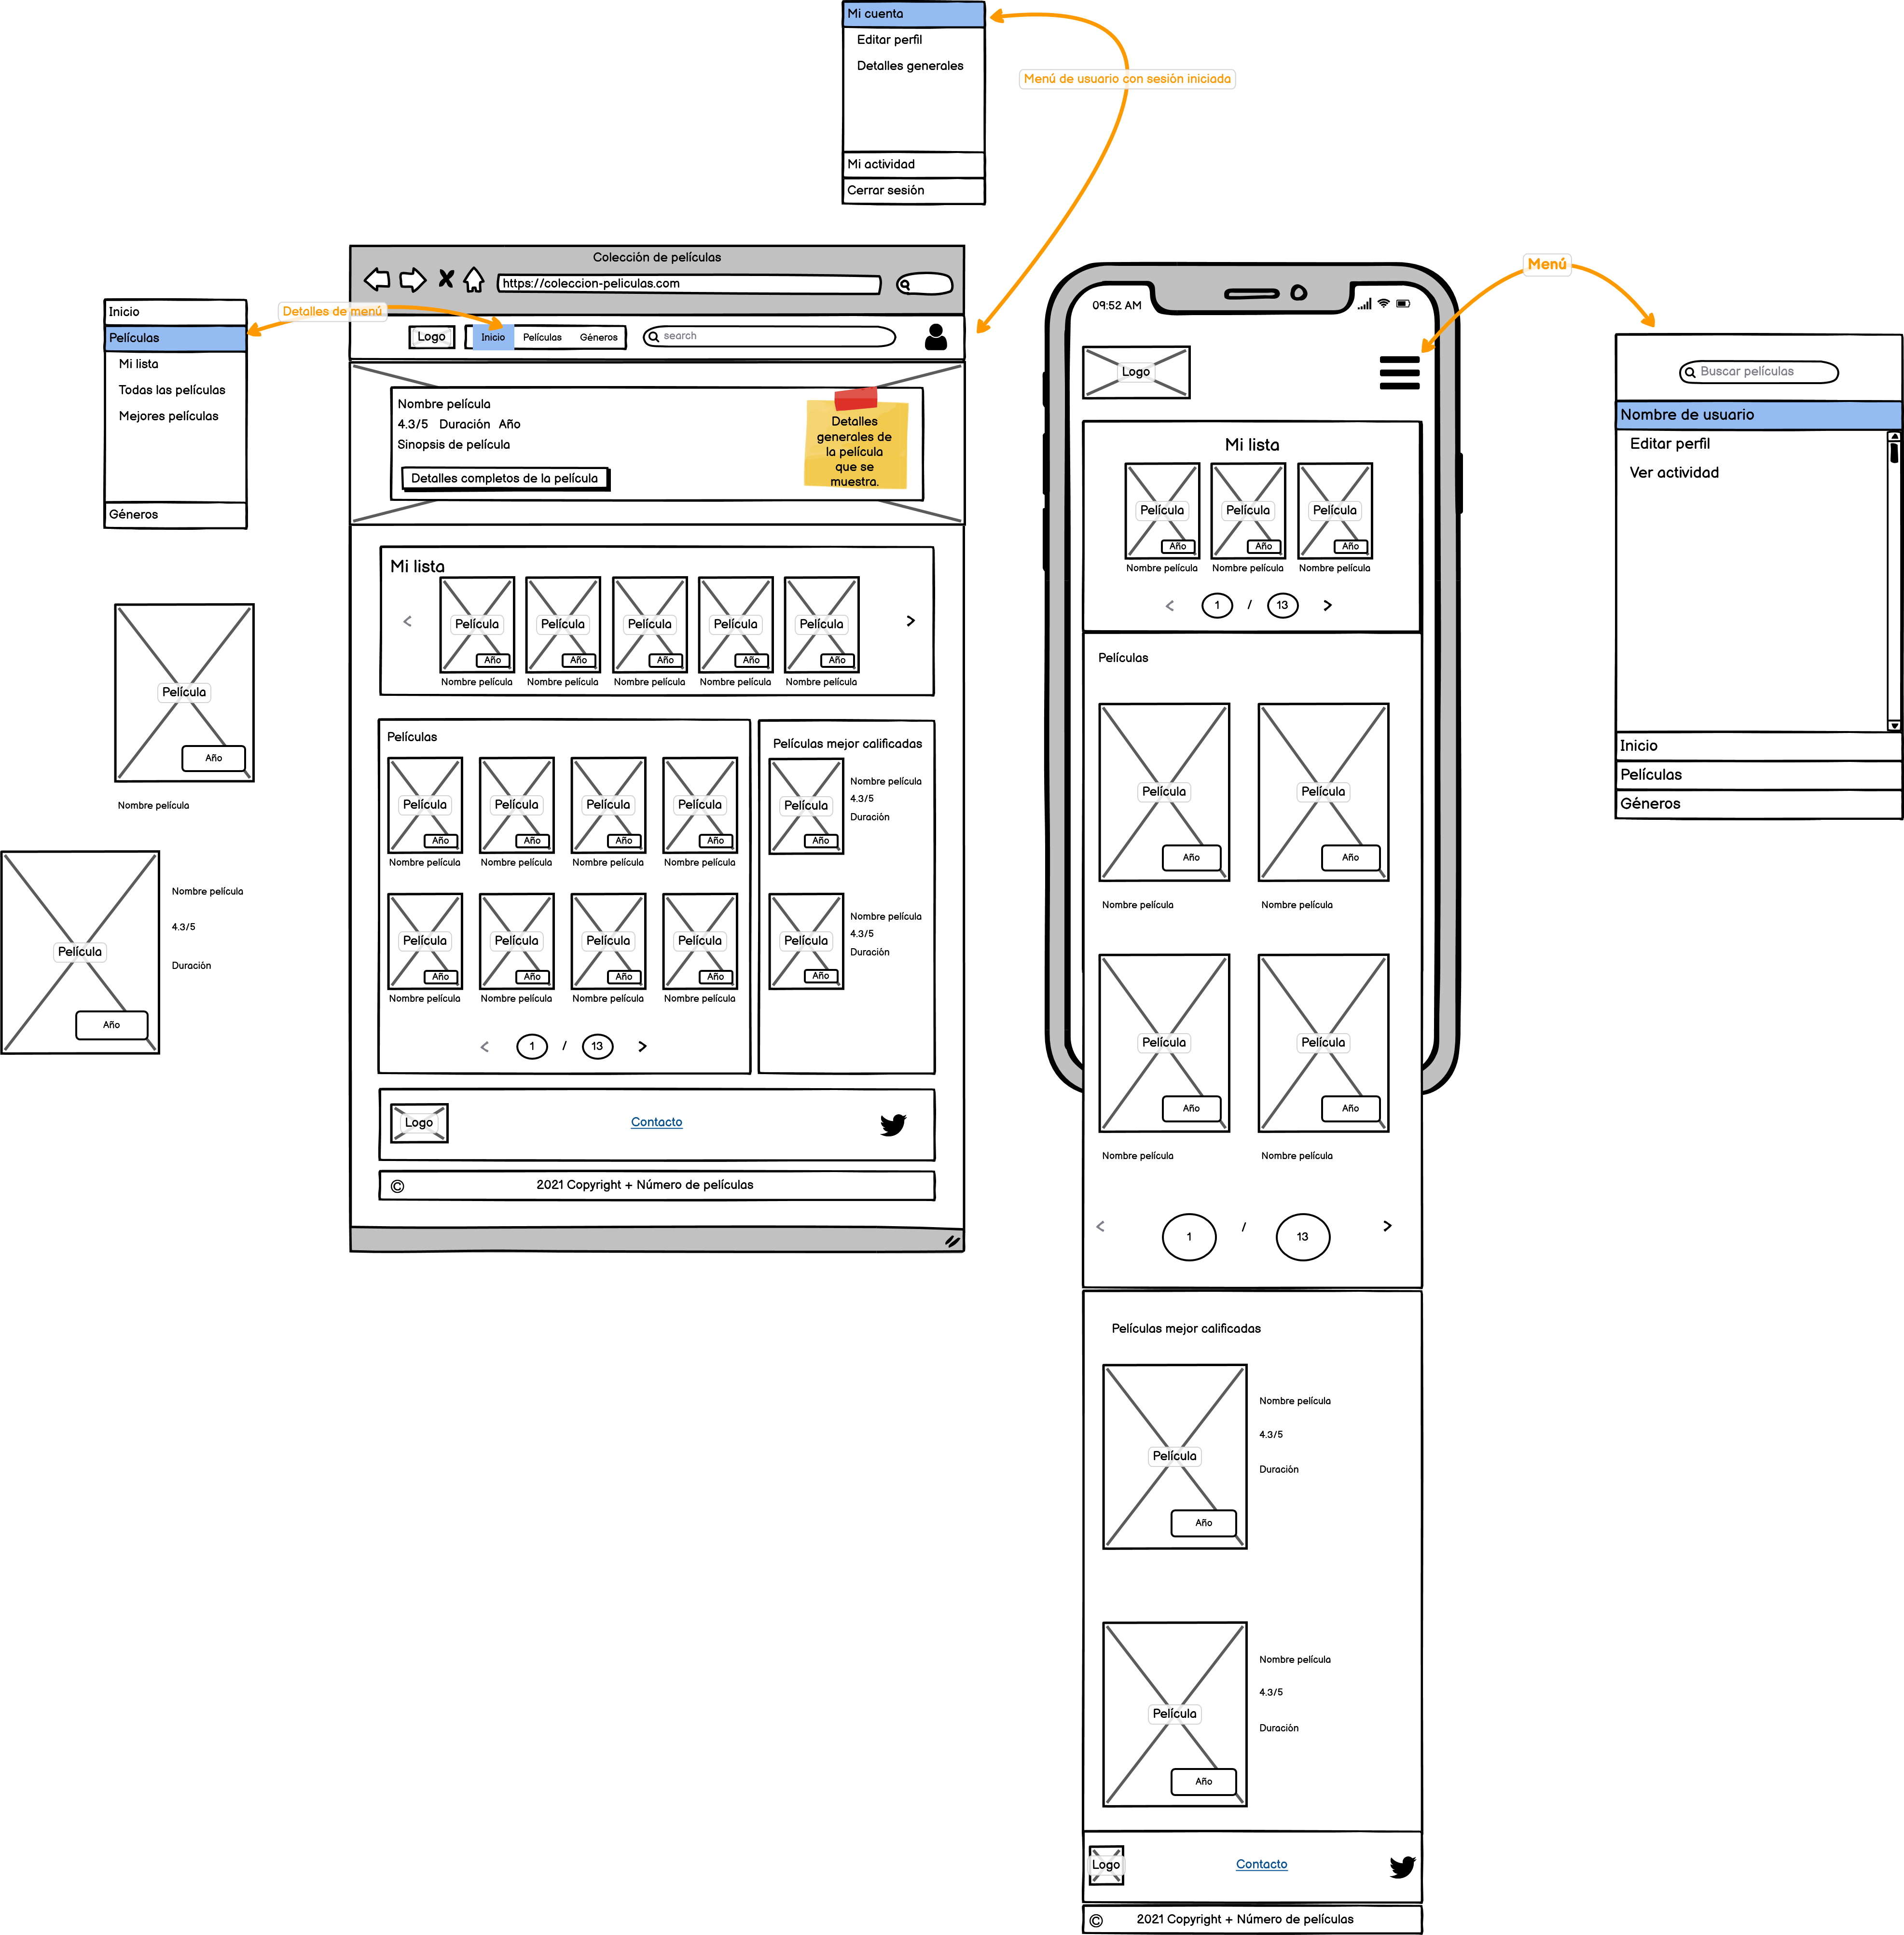 Mi cuenta
Editar perfil
Detalles generales
Mi actividad
Cerrar sesión
Menú de usuario con sesión iniciada
Inicio
Películas
Mi lista
Todas las películas
Mejores películas
Géneros
Detalles de menú
Película
Año
Nombre película
Película
Año
Nombre película
4.3/5
Duración
Colección de películas
https://coleccion-peliculas.com
Logo
Inicio Películas Géneros
search
Nombre película
4.3/5 Duración Año
Sinopsis de película
Detalles completos de la película
Detalles
generales de
la película
que se
muestra.
Mi lista
< >
Película Película Película Película Película
Año Año Año Año Año
Nombre película Nombre película Nombre película Nombre película Nombre película
Películas
Película Película Película Película
Año Año Año Año
Nombre película Nombre película Nombre película Nombre película
Película Película Película Película
Año Año Año Año
Nombre película Nombre película Nombre película Nombre película
< 1 / 13 >
Películas mejor calificadas
Película
Año
Nombre película
4.3/5
Duración
Película
Año
Nombre película
4.3/5
Duración
Logo
Contacto
© 2021 Copyright + Número de películas
09:52 AM
Logo
Mi lista
Película Película Película
Año Año Año
Nombre película Nombre película Nombre película
< 1 / 13 >
Películas
Película Película
Año Año
Nombre película Nombre película
Película Película
Año Año
Nombre película Nombre película
< 1 / 13 >
Películas mejor calificadas
Película
Año
Nombre película
4.3/5
Duración
Película
Año
Nombre película
4.3/5
Duración
Logo
Contacto
© 2021 Copyright + Número de películas
Menú
Buscar películas
Nombre de usuario
Editar perfil
Ver actividad
Inicio
Películas
Géneros